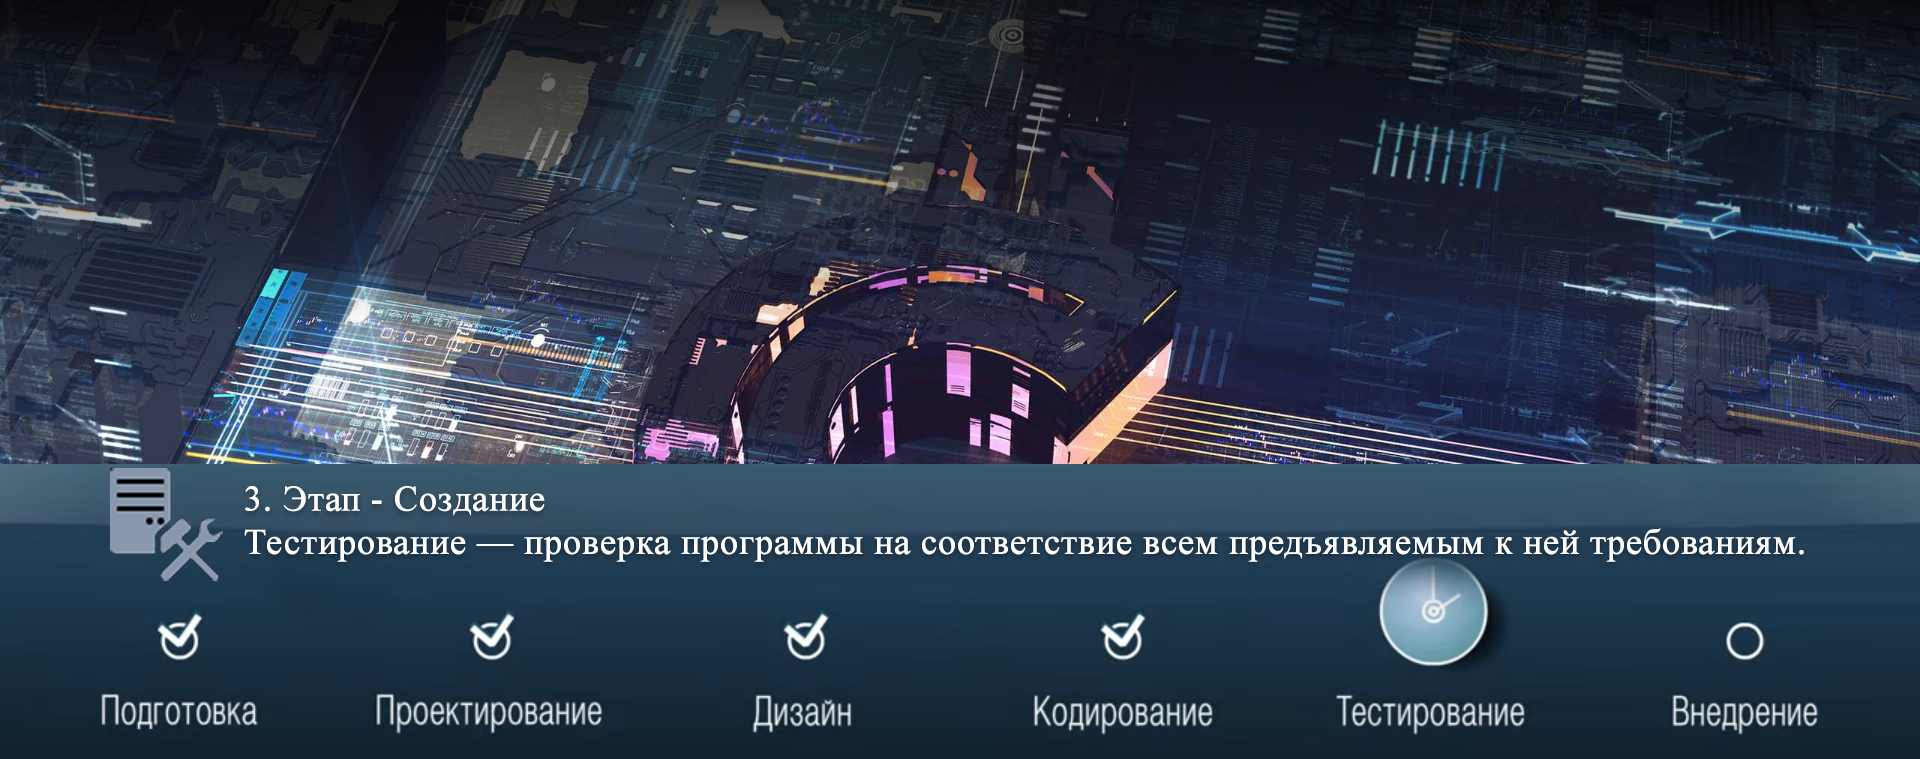 3. Этап - Создание
Тестирование — проверка программы на соответствие всем предъявляемым к ней требованиям.
Подготовка
Проектирование
Дизайн
Кодирование
Тестирование
Внедрение